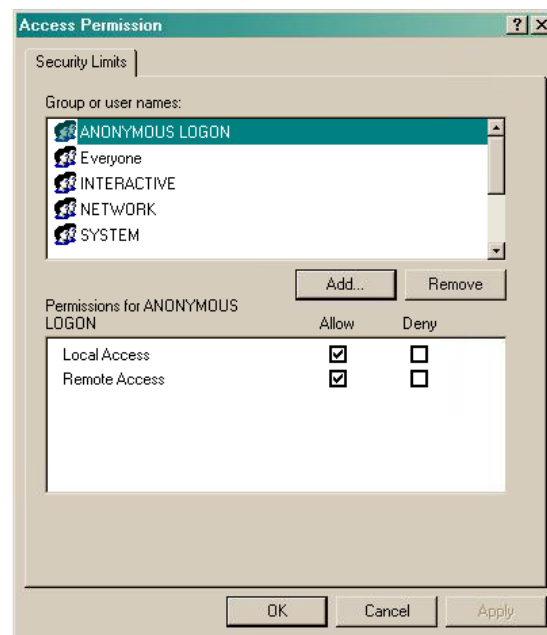 Access Permission
Security Limits
Group or user names:
ANONYMOUS LOGON
Everyone
INTERACTIVE
NETWORK
SYSTEM
Add... Remove
Permissions for ANONYMOUS
LOGON Allow Deny
Local Access
Remote Access
OK Cancel Apply